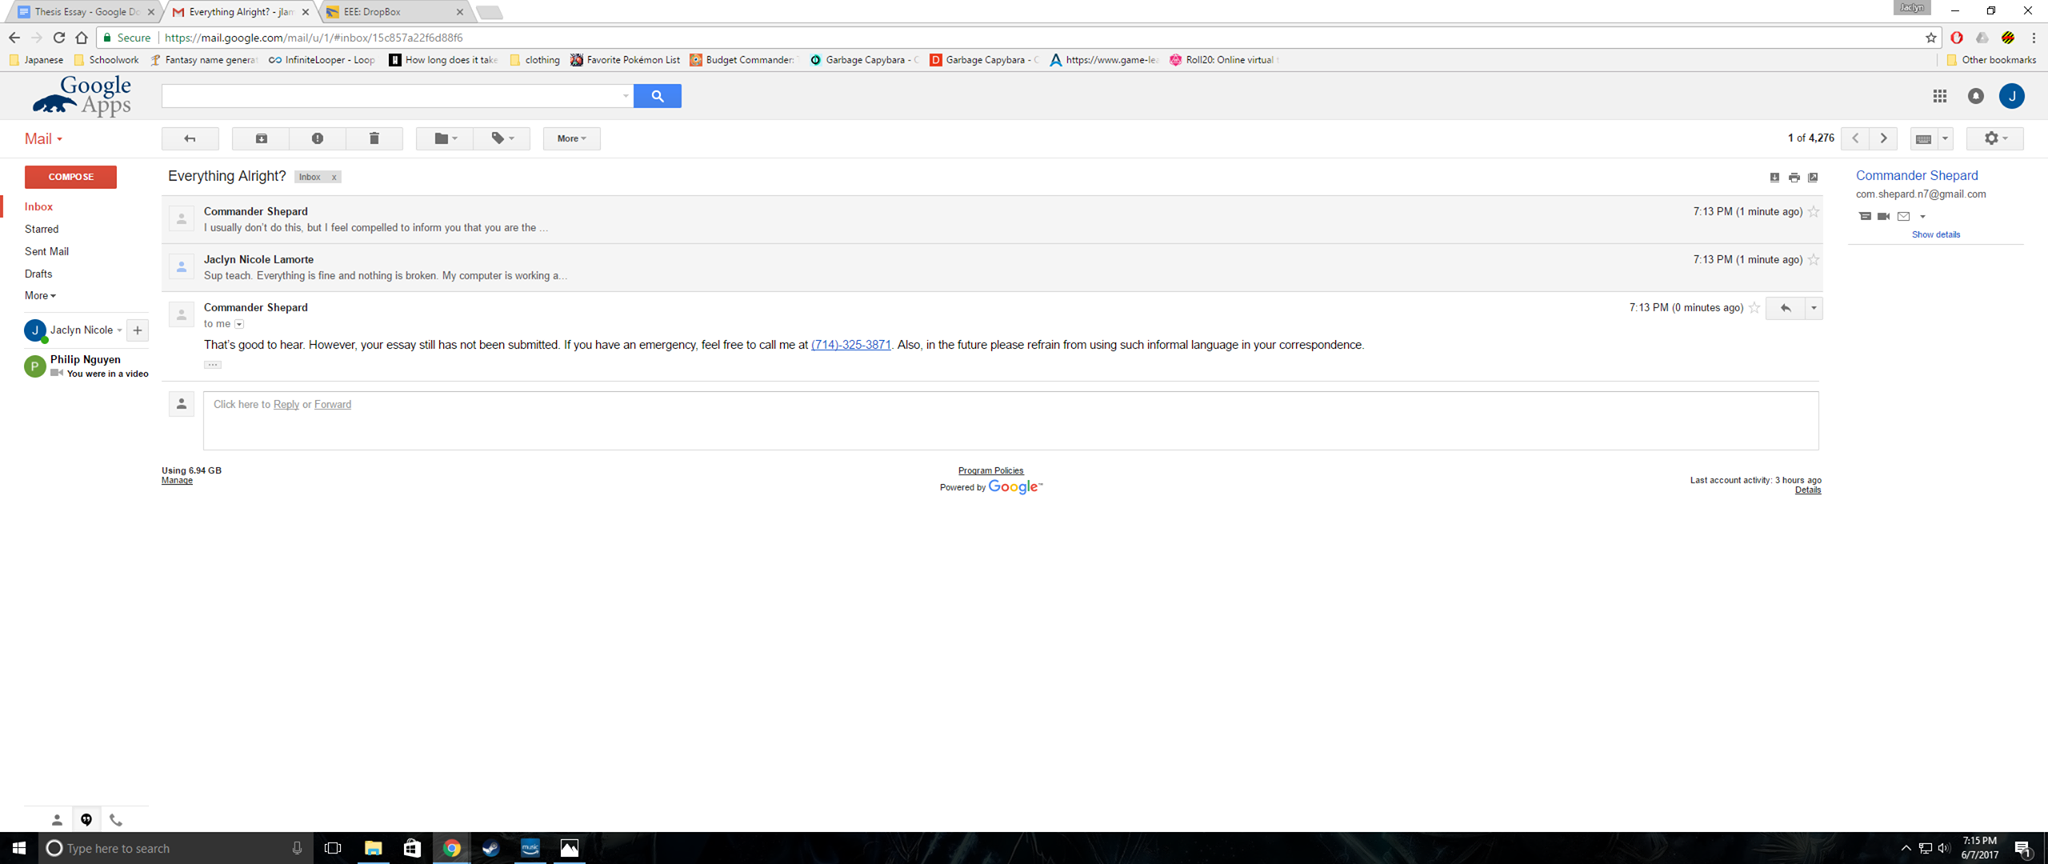 Thesis Essay - Google Do
Everything Alright? - jlam
EEE: DropBox
Jaclyn
Secure
https://mail.google.com/mail/u/1/#inbox/15c857a22f6d88f6
Japanese
Schoolwork
Fantasy name genera
InfiniteLooper - Loop
How long does it take
clothing
Favorite Pokémon List
Budget Commander:
Garbage Capybara - C
Garbage Capybara - C
https://www.game-lea
Roll20: Online virtual t
Other bookmarks
Google Apps
J
Mail
More
1 of 4,276
COMPOSE
Inbox
Starred
Sent Mail
Drafts
More
J Jaclyn Nicole +
P Philip Nguyen
You were in a video
Everything Alright? Inbox x
Commander Shepard 7:13 PM (1 minute ago)
I usually don't do this, but I feel compelled to inform you that you are the ...
Jaclyn Nicole Lamorte 7:13 PM (1 minute ago)
Sup teach. Everything is fine and nothing is broken. My computer is working a...
Commander Shepard 7:13 PM (0 minutes ago)
to me
That's good to hear. However, your essay still has not been submitted. If you have an emergency, feel free to call me at (714)-325-3871. Also, in the future please refrain from using such informal language in your correspondence.
...
Click here to Reply or Forward
Using 6.94 GB
Manage
Program Policies
Powered by Google™
Last account activity: 3 hours ago
Details
Commander Shepard
com.shepard.n7@gmail.com
Show details
Type here to search
music
7:15 PM
6/7/2017
1